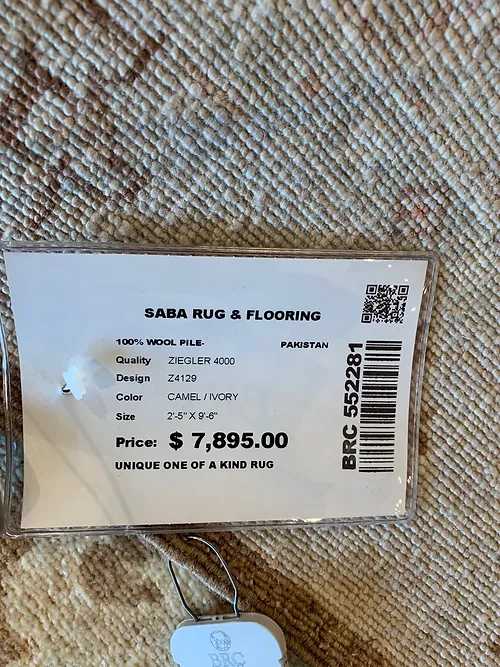 SABA RUG & FLOORING
100% WOOL PILE- PAKISTAN
Quality ZIEGLER 4000
Design Z4129
Color CAMEL / IVORY
Size 2'-5" X 9'-6"
Price: $ 7,895.00
UNIQUE ONE OF A KIND RUG
BRC 552281
BRC